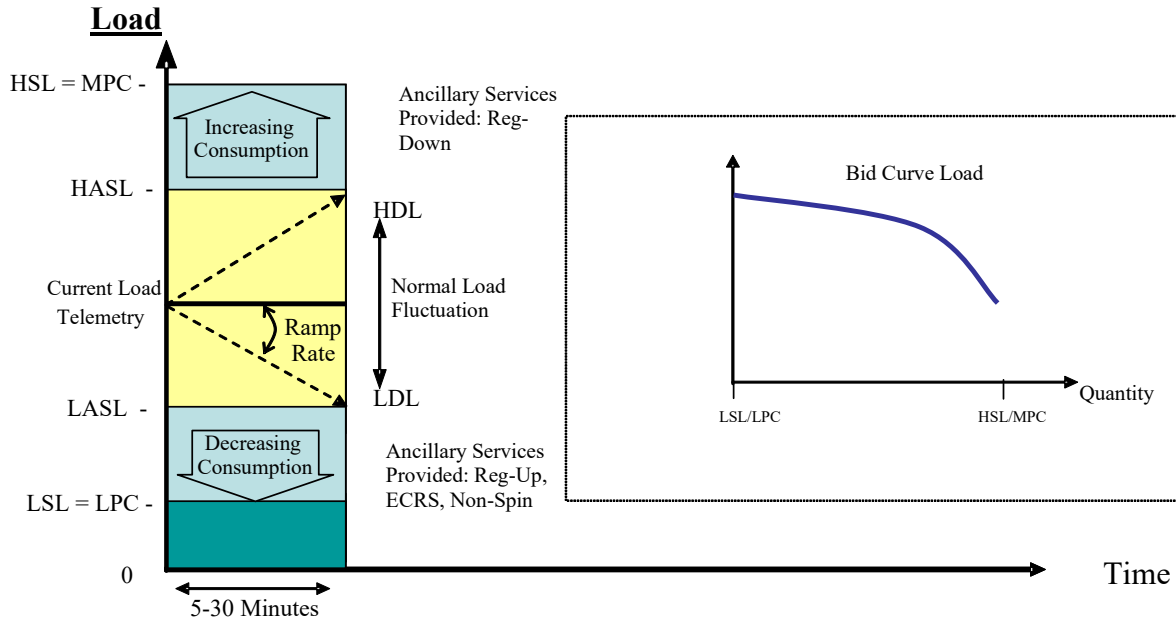 Load
HSL = MPC -
Increasing
Consumption
Ancillary Services
Provided: Reg-
Down
HASL -
HDL
Current Load
Telemetry
Normal Load
Fluctuation
Ramp
Rate
LDL
LASL -
Decreasing
Consumption
Ancillary Services
Provided: Reg-Up,
ECRS, Non-Spin
LSL = LPC -
0
Time
5-30 Minutes
Bid Curve Load
Quantity
LSL/LPC
HSL/MPC